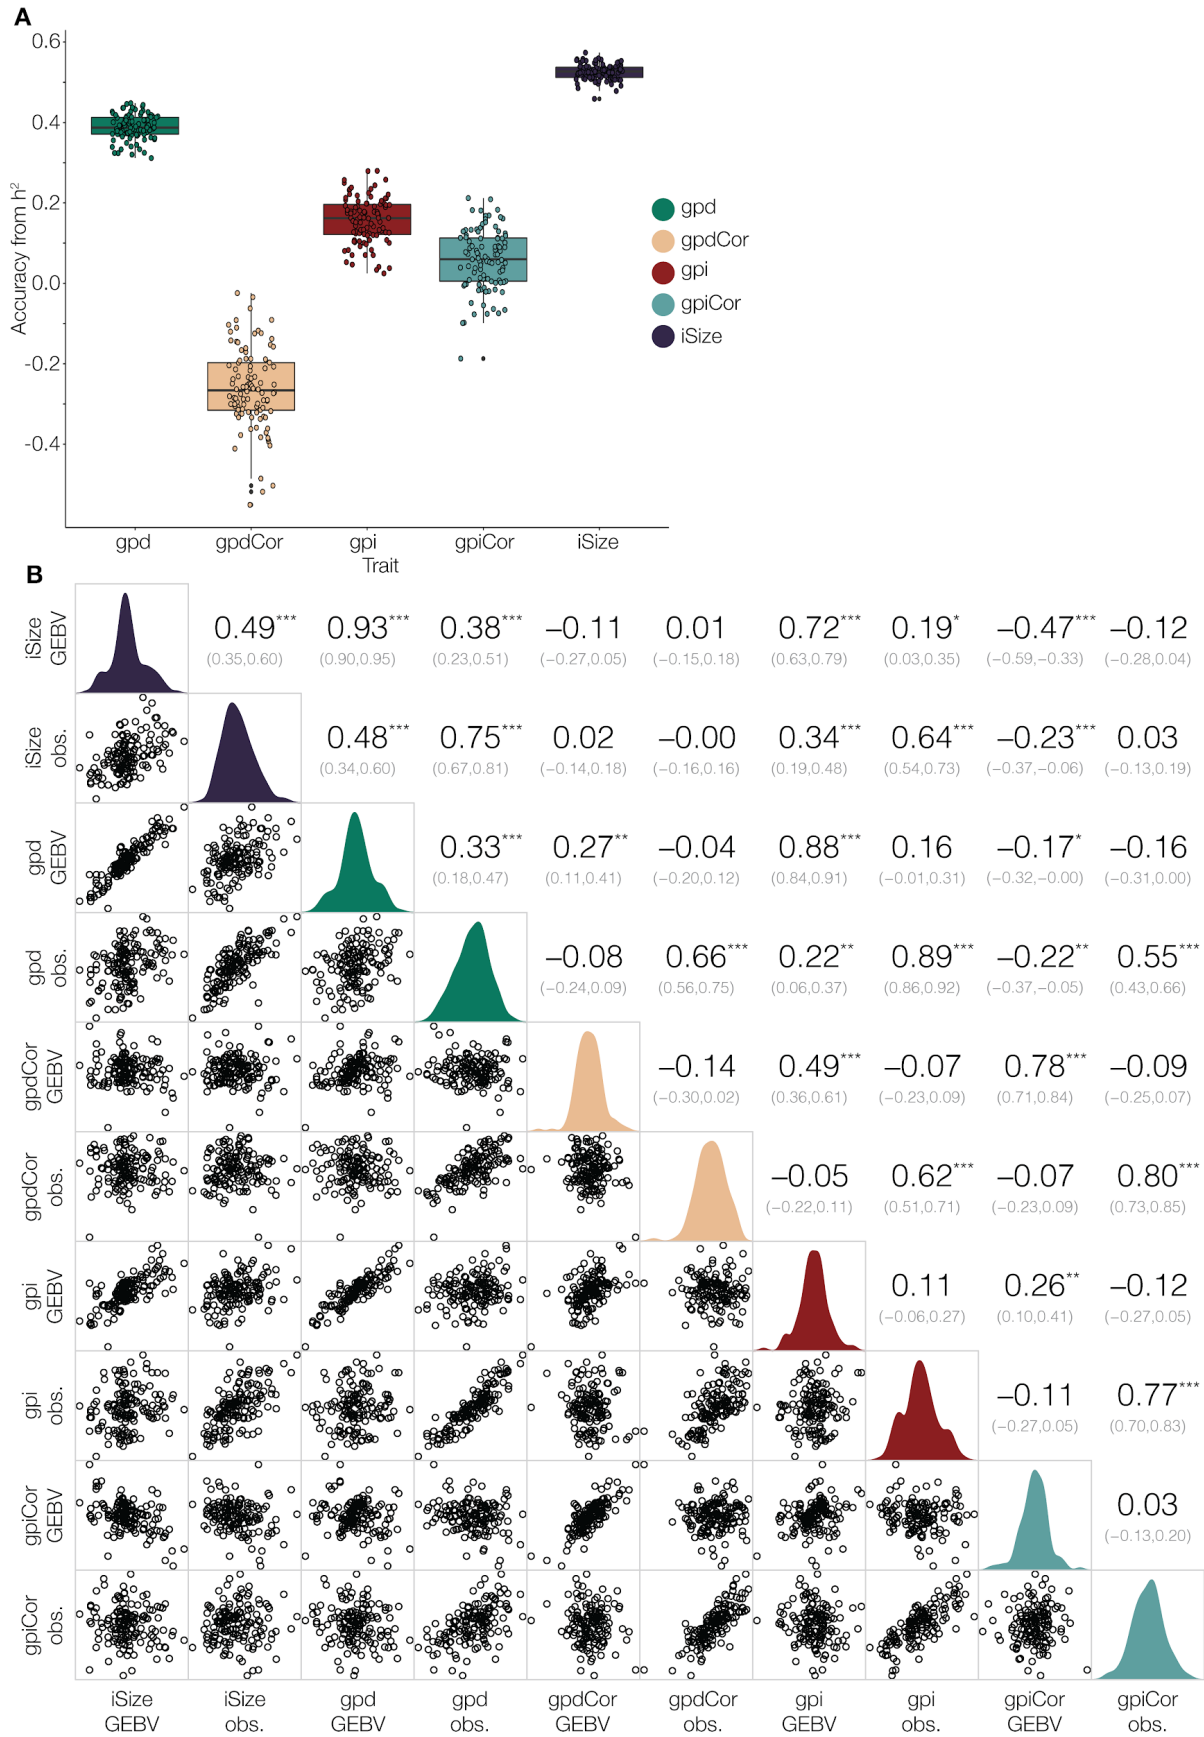 A
0.6
0.4
0.2
0.0
-0.2
-0.4
Accuracy from h²
gpd
gpdCor
gpi
gpiCor
iSize
Trait
gpd
gpdCor
gpi
gpiCor
iSize
B
iSize GEBV
0.49*** 0.93*** 0.38*** −0.11 0.01 0.72*** 0.19* −0.47*** −0.12
(0.35,0.60) (0.90,0.95) (0.23,0.51) (−0.27,0.05) (−0.15,0.18) (0.63,0.79) (0.03,0.35) (−0.59,−0.33) (−0.28,0.04)
iSize obs.
0.48*** 0.75*** 0.02 −0.00 0.34*** 0.64*** −0.23*** 0.03
(0.34,0.60) (0.67,0.81) (−0.14,0.18) (−0.16,0.16) (0.19,0.48) (0.54,0.73) (−0.37,−0.06) (−0.13,0.19)
gpd GEBV
0.33*** 0.27** −0.04 0.88*** 0.16 −0.17* −0.16
(0.18,0.47) (0.11,0.41) (−0.20,0.12) (0.84,0.91) (−0.01,0.31) (−0.32,−0.00) (−0.31,0.00)
gpd obs.
−0.08 0.66*** 0.22** 0.89*** −0.22** 0.55***
(−0.24,0.09) (0.56,0.75) (0.06,0.37) (0.86,0.92) (−0.37,−0.05) (0.43,0.66)
gpdCor GEBV
−0.14 0.49*** −0.07 0.78*** −0.09
(−0.30,0.02) (0.36,0.61) (−0.23,0.09) (0.71,0.84) (−0.25,0.07)
gpdCor obs.
−0.05 0.62*** −0.07 0.80***
(−0.22,0.11) (0.51,0.71) (−0.23,0.09) (0.73,0.85)
gpi GEBV
0.11 0.26** −0.12
(−0.06,0.27) (0.10,0.41) (−0.27,0.05)
gpi obs.
−0.11 0.77***
(−0.27,0.05) (0.70,0.83)
gpiCor GEBV
0.03
(−0.13,0.20)
gpiCor obs.
iSize iSize gpd gpd gpdCor gpdCor gpi gpi gpiCor gpiCor
GEBV obs. GEBV obs. GEBV obs. GEBV obs. GEBV obs.